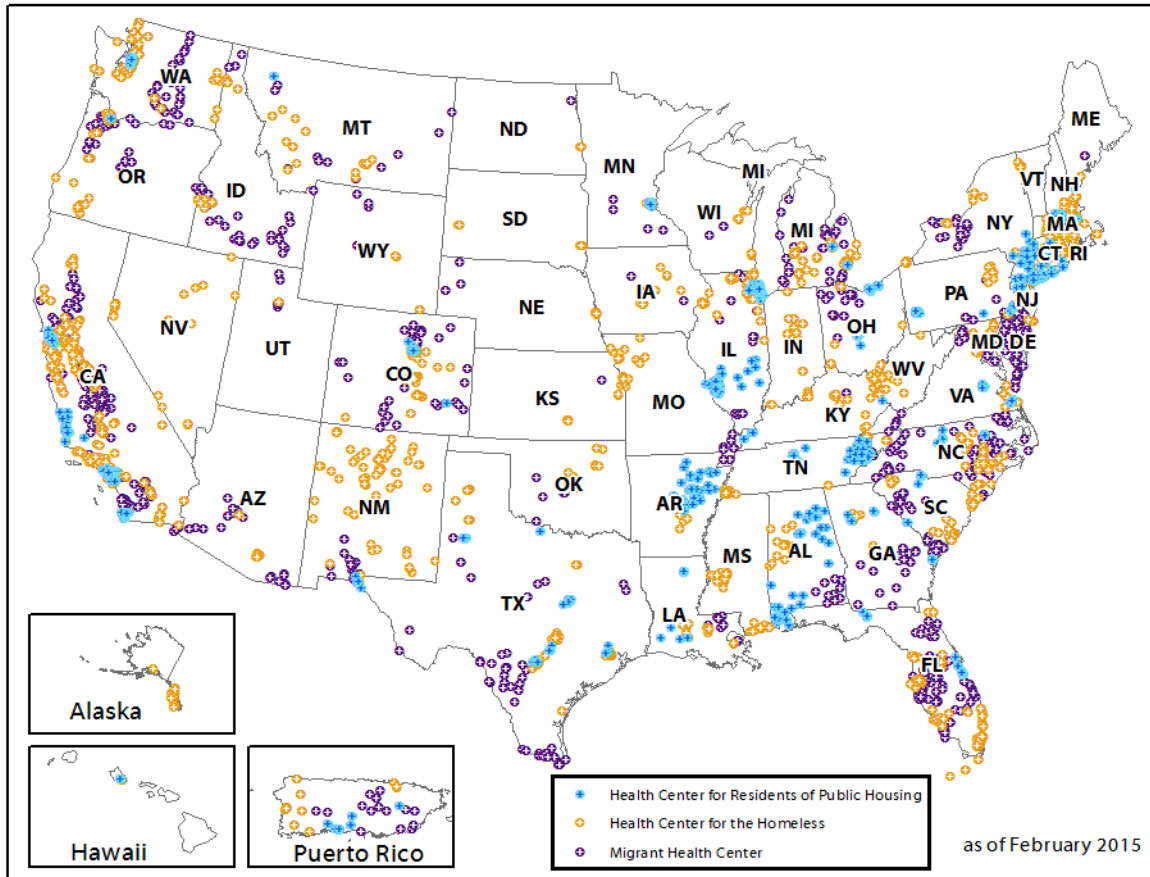 WA
MT
ND
MN
ME
OR
ID
SD
WI
MI
MI
VT
NH
NY
MA
CT
RI
WY
IA
NE
PA
NJ
NV
UT
CO
IL
IN
OH
MD
DE
WV
VA
CA
KS
MO
KY
NC
TN
AZ
NM
OK
AR
SC
MS
AL
GA
TX
LA
FL
Alaska
Hawaii
Puerto Rico
Health Center for Residents of Public Housing
Health Center for the Homeless
Migrant Health Center
as of February 2015